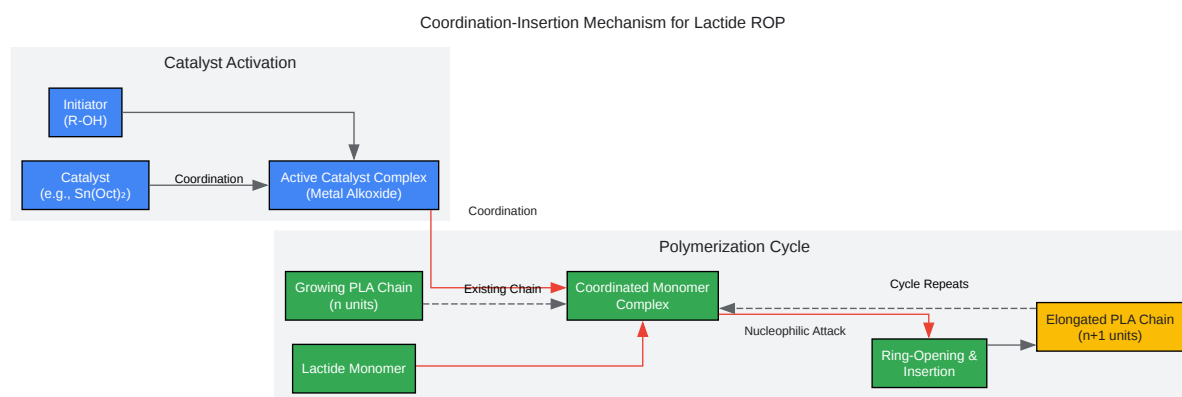 Coordination-Insertion Mechanism for Lactide ROP
Catalyst Activation
Initiator
(R-OH)
Catalyst
(e.g., Sn(Oct)₂)
Coordination
Active Catalyst Complex
(Metal Alkoxide)
Coordination
Polymerization Cycle
Growing PLA Chain
(n units)
Existing Chain
Coordinated Monomer
Complex
Cycle Repeats
Nucleophilic Attack
Elongated PLA Chain
(n+1 units)
Lactide Monomer
Ring-Opening &
Insertion